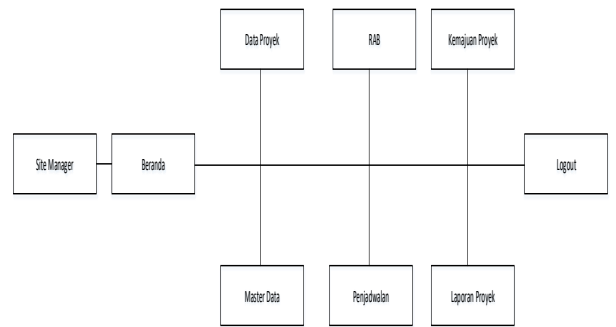 Data Proyek
RAB
Kemajuan Proyek
Site Manager
Beranda
Logout
Master Data
Penjadwalan
Laporan Proyek